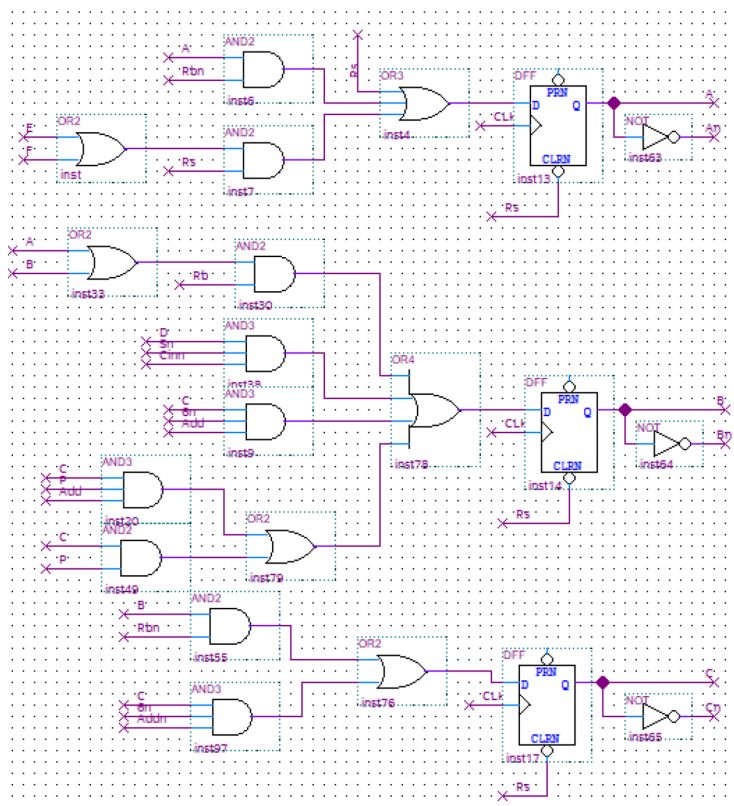 AND2
A
Rbn
inst6
Rs
OR3
inst4
DFF
PRN
D
Q
CLk
CLRN
inst13
Rs
A
An
NOT
inst63
OR2
E
F
inst
AND2
Rs
inst7
OR2
A
B
inst33
AND2
Rb
inst30
AND3
D
Sn
Cinn
inst38
AND3
C
Add
inst9
OR4
inst78
DFF
PRN
D
Q
CLk
CLRN
inst14
Rs
B
Bn
NOT
inst64
AND3
C
P
Add
AND2
C
P
inst49
OR2
inst79
AND2
B
Rbn
inst55
AND3
C
Addn
inst97
OR2
inst76
DFF
PRN
D
Q
CLk
CLRN
inst17
Rs
C
Cn
NOT
inst65